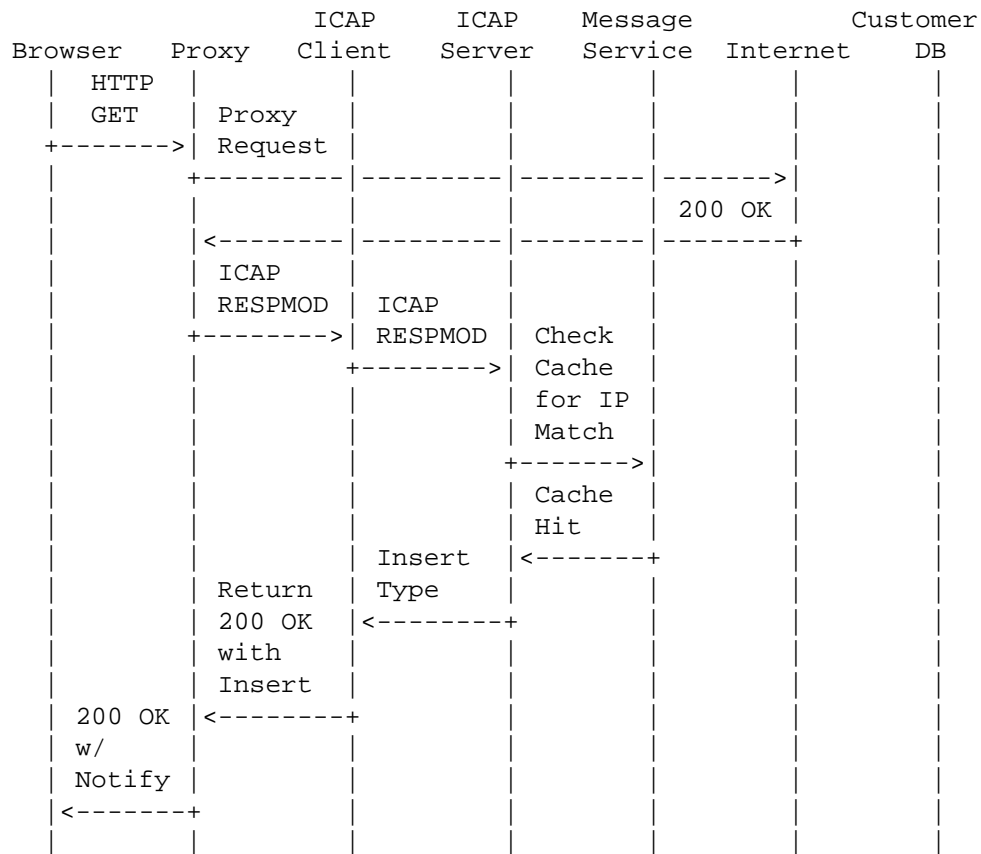 ICAP ICAP Message Customer
Browser Proxy Client Server Service Internet DB
HTTP
GET Proxy
Request
200 OK
ICAP
RESPMOD ICAP
RESPMOD Check
Cache
for IP
Match
Cache
Hit
Insert
Return Type
200 OK
with
Insert
200 OK
w/
Notify